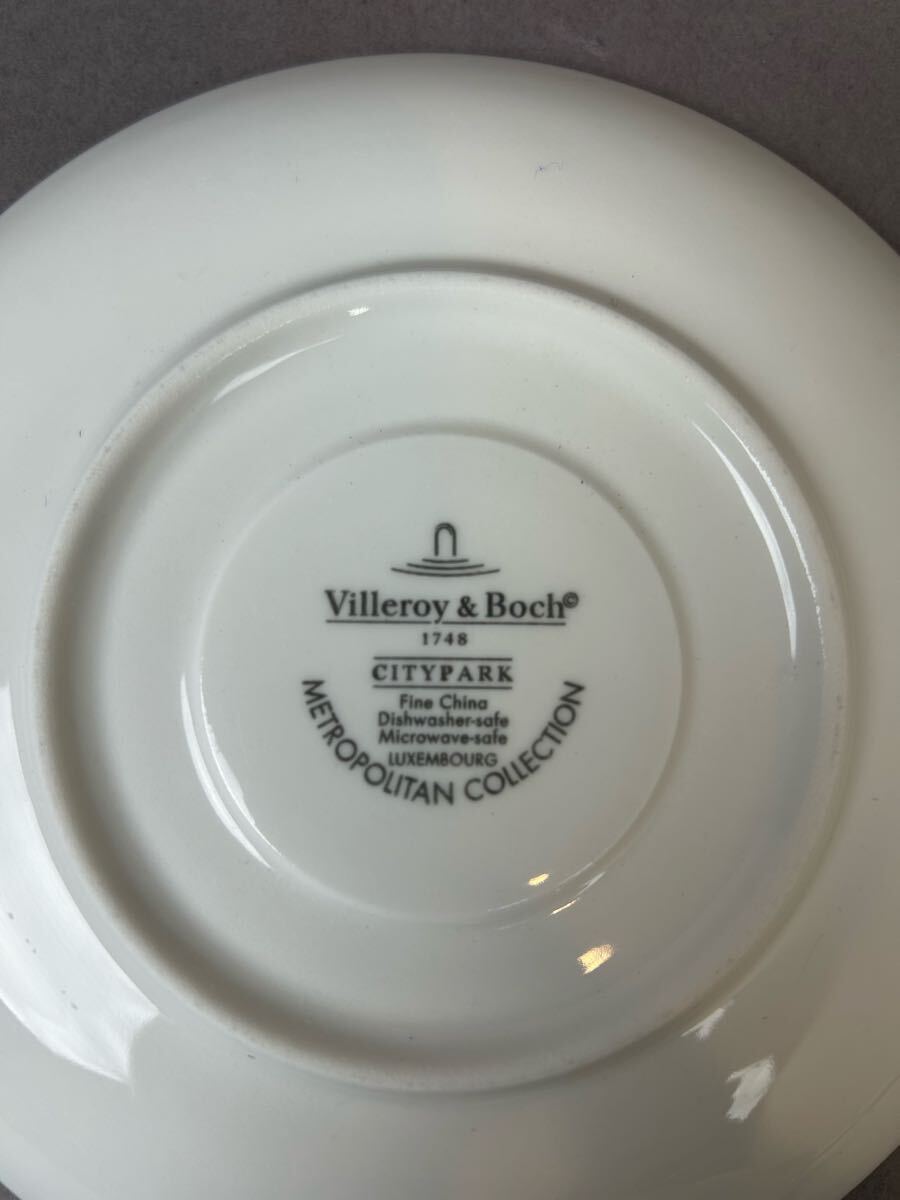 Villeroy & Boch©
1748
CITYPARK
Fine China
Dishwasher-safe
Microwave-safe
LUXEMBOURG
METROPOLITAN COLLECTION